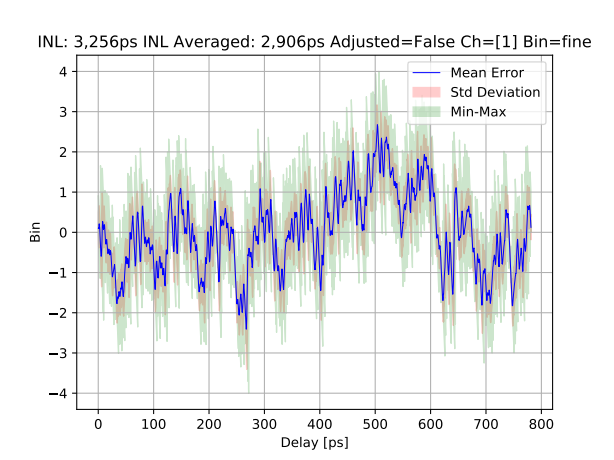 INL: 3,256ps INL Averaged: 2,906ps Adjusted=False Ch=[1] Bin=fine
Mean Error
Std Deviation
Min-Max
4
3
2
1
0
−1
−2
−3
−4
Bin
0 100 200 300 400 500 600 700 800
Delay [ps]